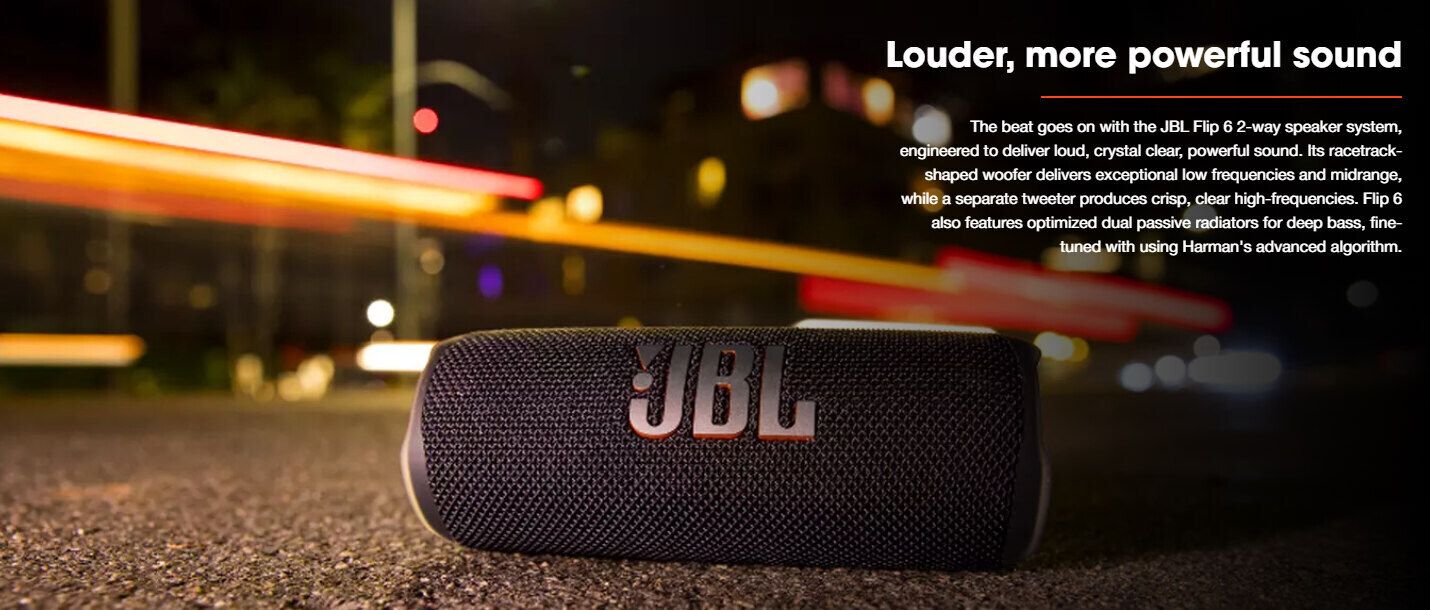 Louder, more powerful sound
The beat goes on with the JBL Flip 6 2-way speaker system,
engineered to deliver loud, crystal clear, powerful sound. Its racetrack-
shaped woofer delivers exceptional low frequencies and midrange,
while a separate tweeter produces crisp, clear high-frequencies. Flip 6
also features optimized dual passive radiators for deep bass, fine-
tuned with using Harman's advanced algorithm.
JBL